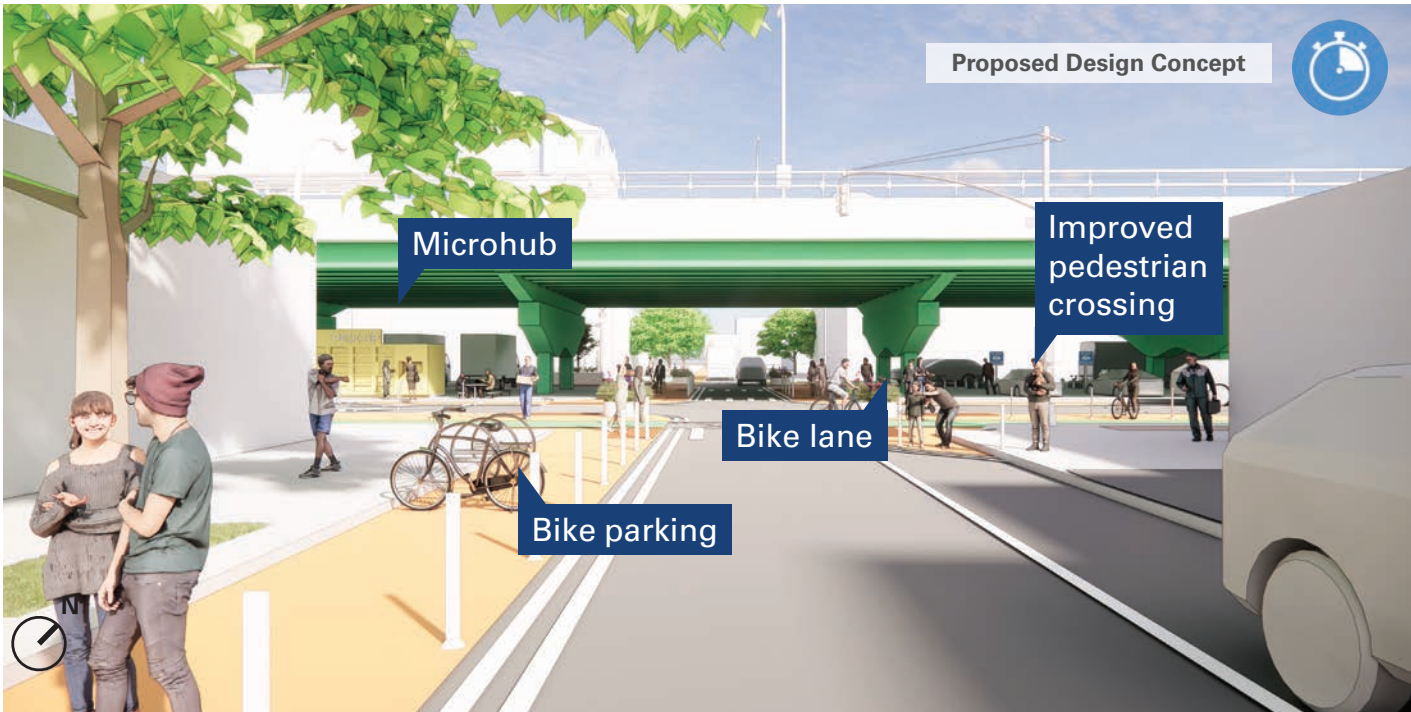 Proposed Design Concept
Microhub
Improved
pedestrian
crossing
Bike lane
Bike parking
N